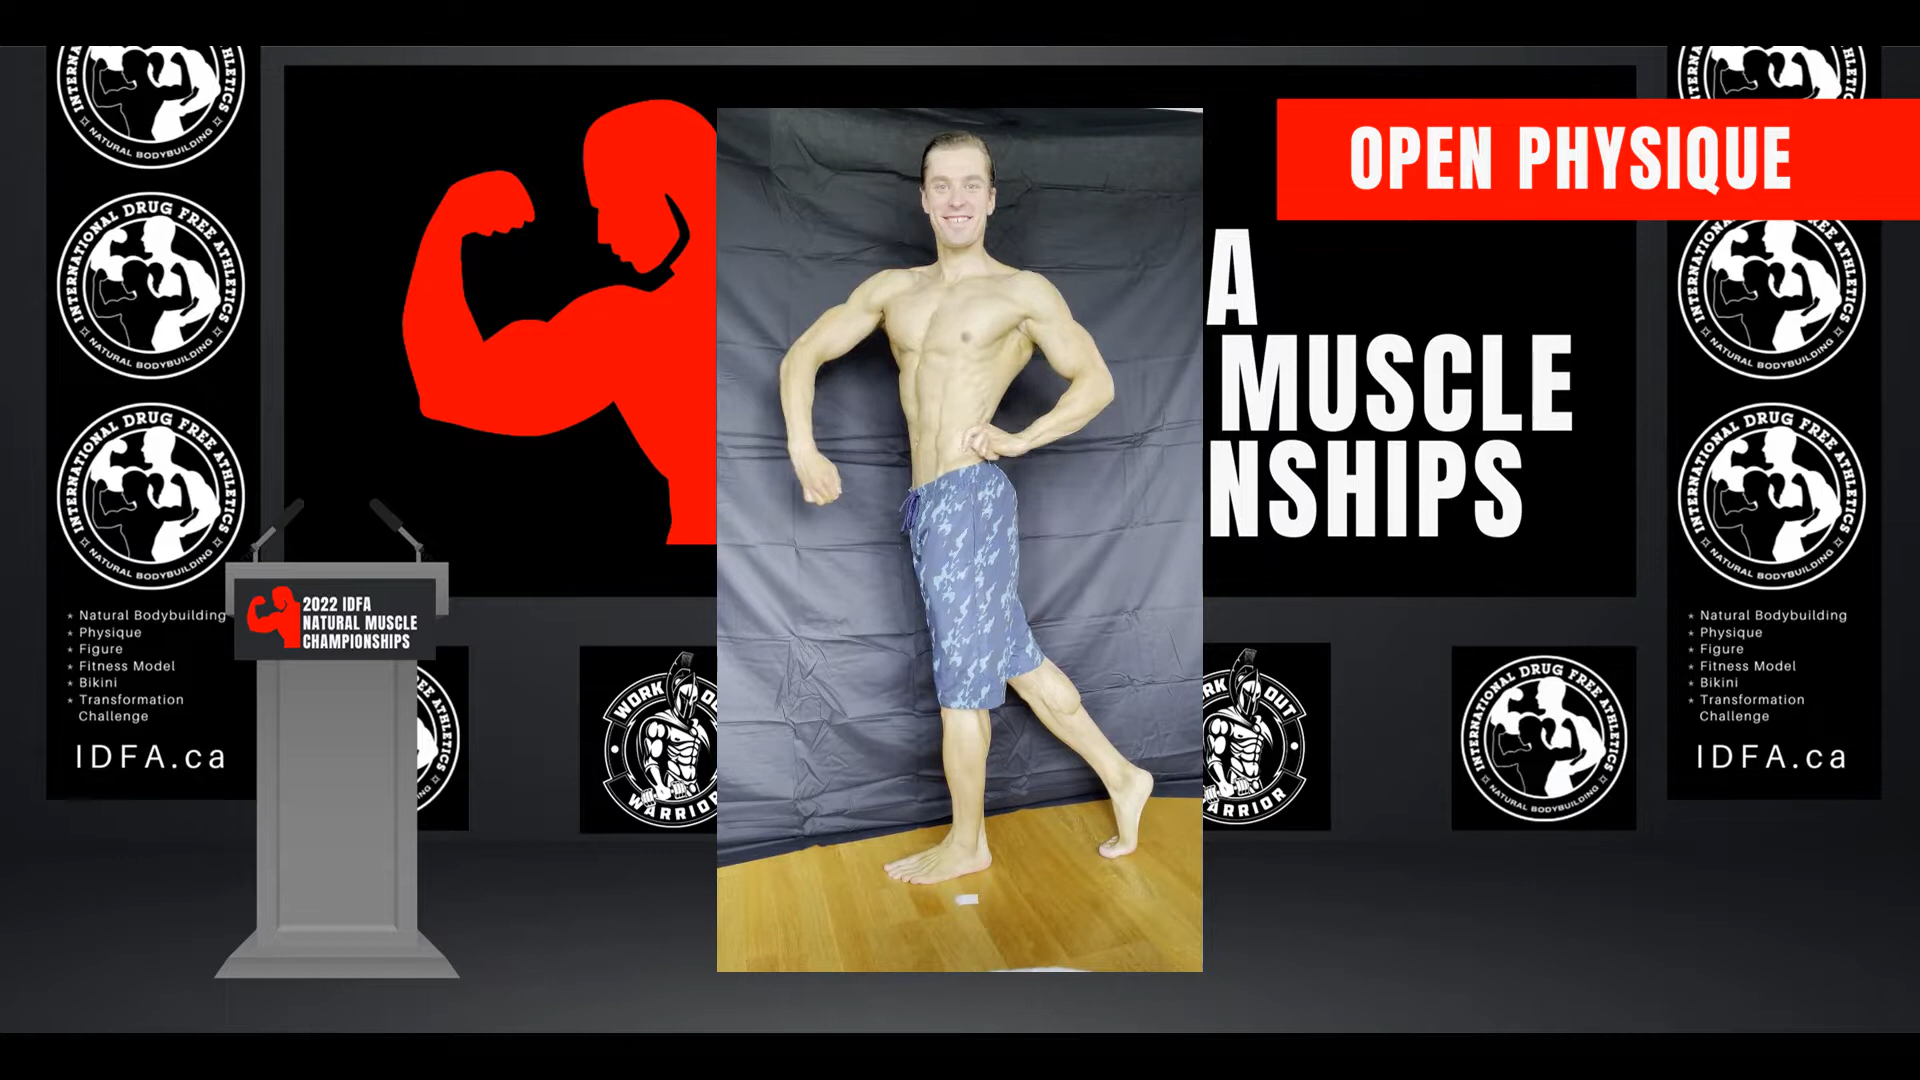 INTERNATIONAL DRUG FREE ATHLETICS
NATURAL BODYBUILDING
INTERNATIONAL DRUG FREE ATHLETICS
NATURAL BODYBUILDING
* Natural Bodybuilding
* Physique
* Figure
* Fitness Model
* Bikini
* Transformation
Challenge
IDFA.ca
2022 IDFA
NATURAL MUSCLE
CHAMPIONSHIPS
OPEN PHYSIQUE
A
MUSCLE
NSHIPS
WORK
WARRIOR
OUT
WARRIOR
INTERNATIONAL DRUG FREE ATHLETICS
NATURAL BODYBUILDING
NATURAL BODYBUILDING
INTERNATIONAL DRUG FREE ATHLETICS
NATURAL BODYBUILDING
* Natural Bodybuilding
* Physique
* Figure
* Fitness Model
* Bikini
* Transformation
Challenge
IDFA.ca